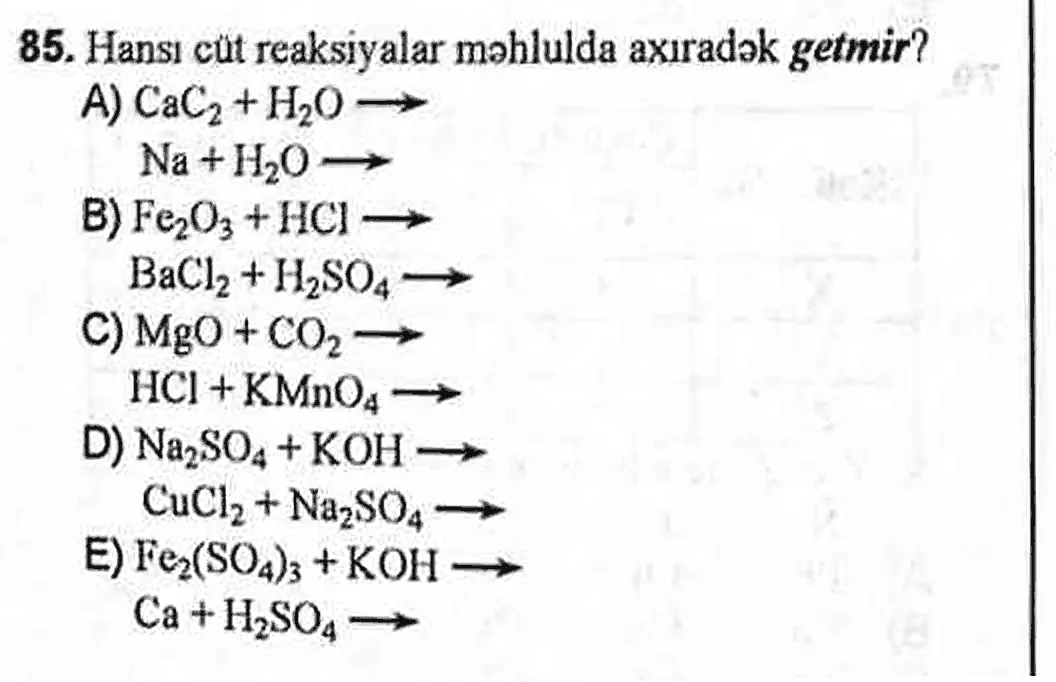 85. Hansı cüt reaksiyalar məhlulda axıradək getmir?
A) CaC₂ + H₂O ⟶
Na + H₂O ⟶
B) Fe₂O₃ + HCl ⟶
BaCl₂ + H₂SO₄ ⟶
C) MgO + CO₂ ⟶
HCl + KMnO₄ ⟶
D) Na₂SO₄ + KOH ⟶
CuCl₂ + Na₂SO₄ ⟶
E) Fe₂(SO₄)₃ + KOH ⟶
Ca + H₂SO₄ ⟶